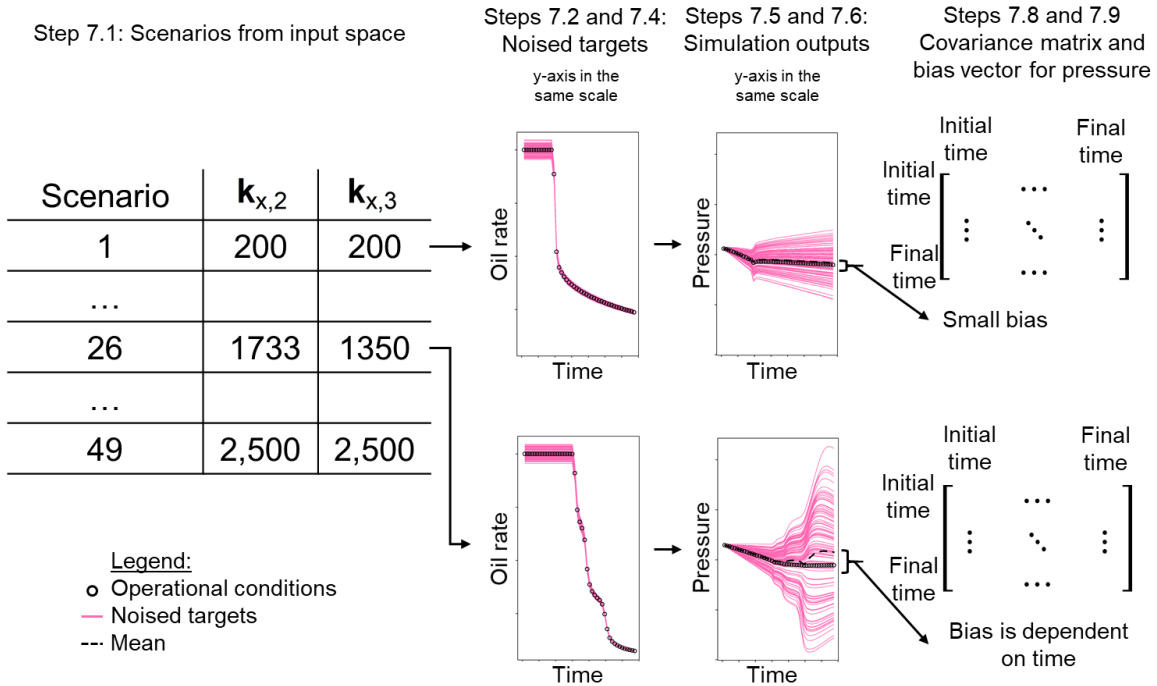 Step 7.1: Scenarios from input space
Steps 7.2 and 7.4:
Noised targets
y-axis in the
same scale
Steps 7.5 and 7.6:
Simulation outputs
y-axis in the
same scale
Steps 7.8 and 7.9
Covariance matrix and
bias vector for pressure
Scenario k x,2 k x,3
1 200 200
...
26 1733 1350
...
49 2,500 2,500
Oil rate
Time
Pressure
Time
Initial
time
Final
time
Initial
time
Final
time
Small bias
Oil rate
Time
Pressure
Time
Initial
time
Final
time
Initial
time
Final
time
Bias is dependent
on time
Legend:
Operational conditions
Noised targets
Mean